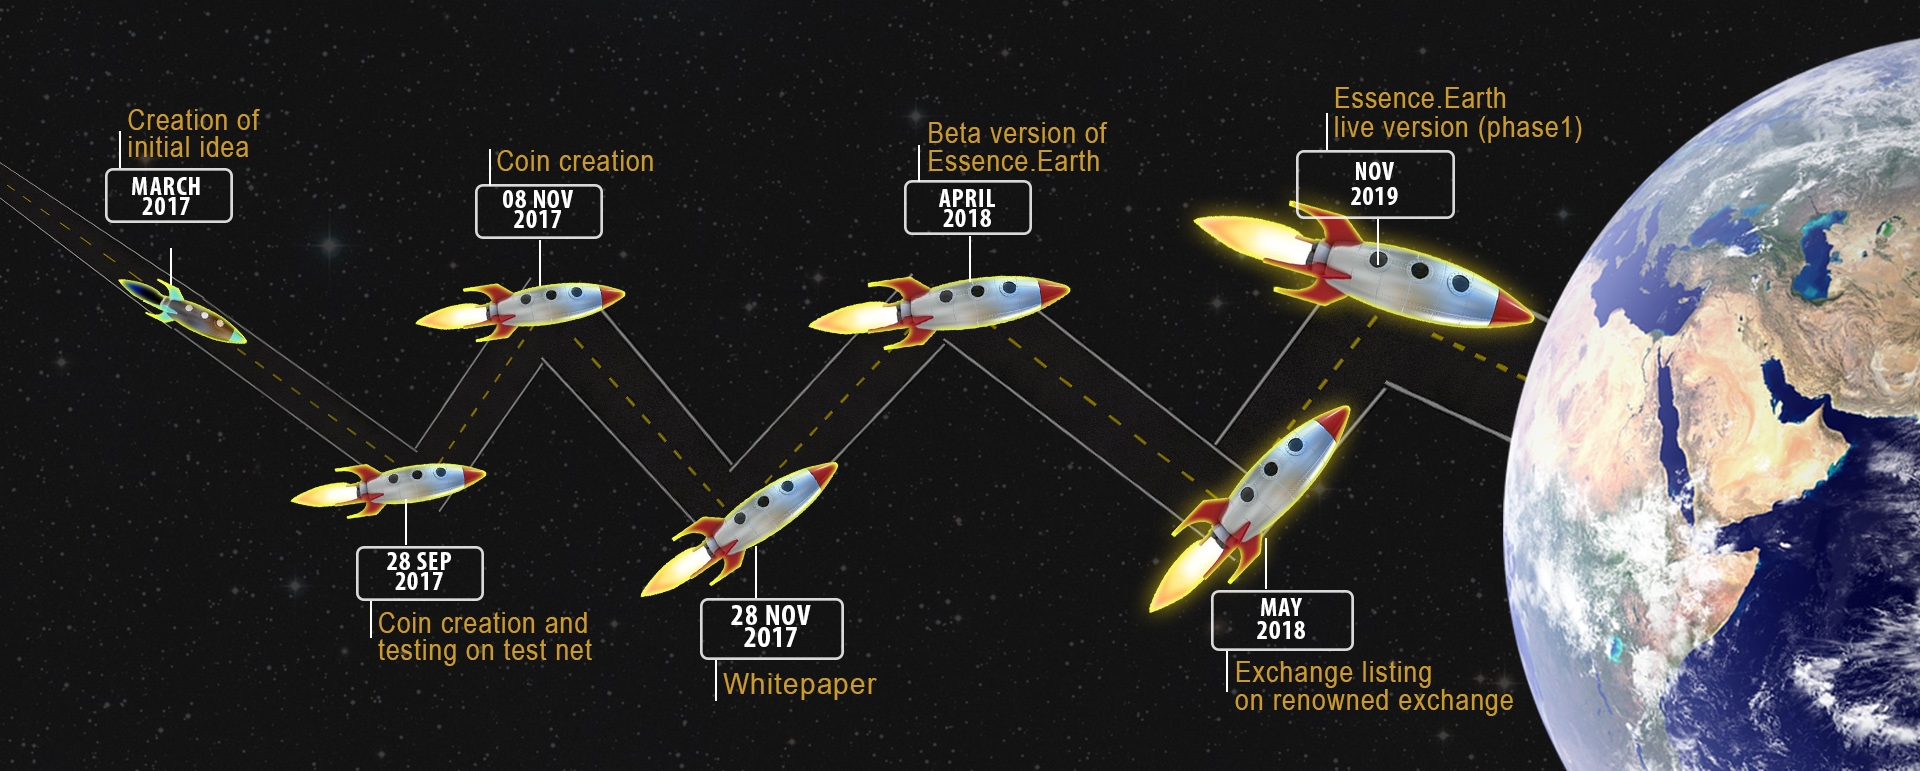 Creation of
initial idea
MARCH
2017
28 SEP
2017
Coin creation and
testing on test net
Coin creation
08 NOV
2017
28 NOV
2017
Whitepaper
Beta version of
Essence.Earth
APRIL
2018
MAY
2018
Exchange listing
on renowned exchange
Essence.Earth
live version (phase1)
NOV
2019